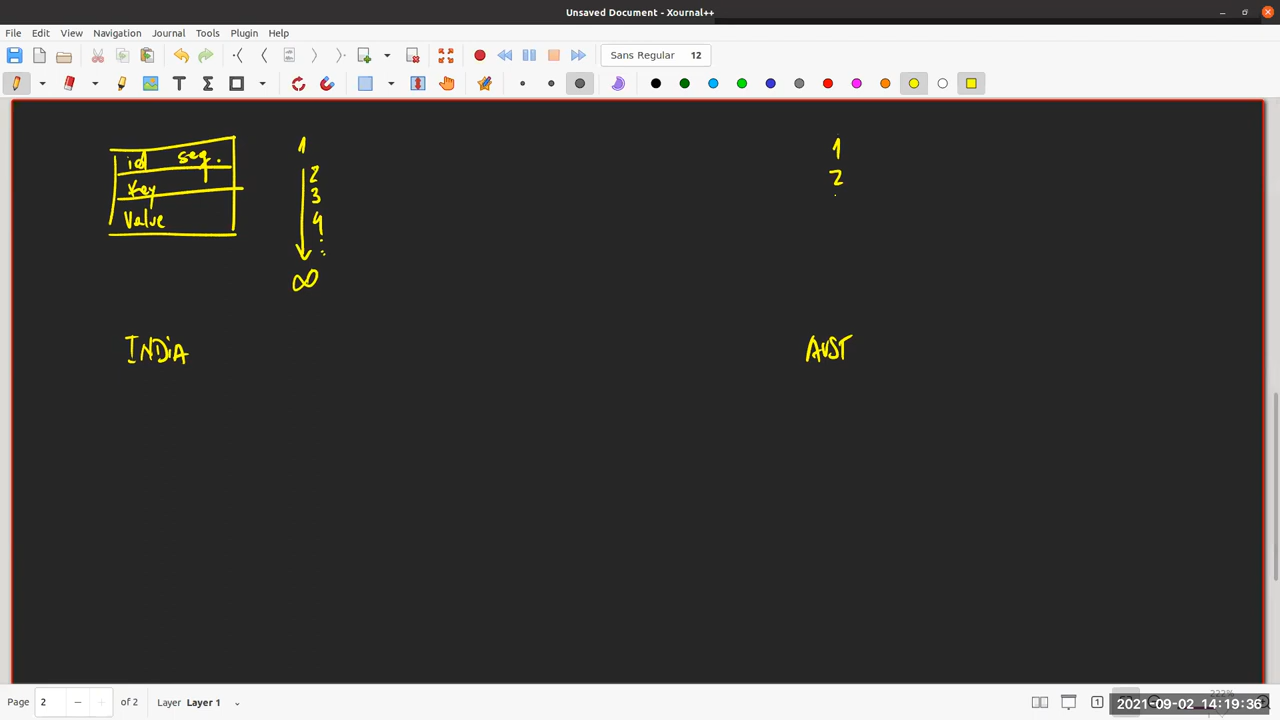 Unsaved Document - Xournal++
File Edit View Navigation Journal Tools Plugin Help
Sans Regular 12
id seq.
key
Value
1
2
3
4
∞
1
2
INDiA
AUST
Page 2 of 2 Layer Layer 1
2021-09-02 14:19:36